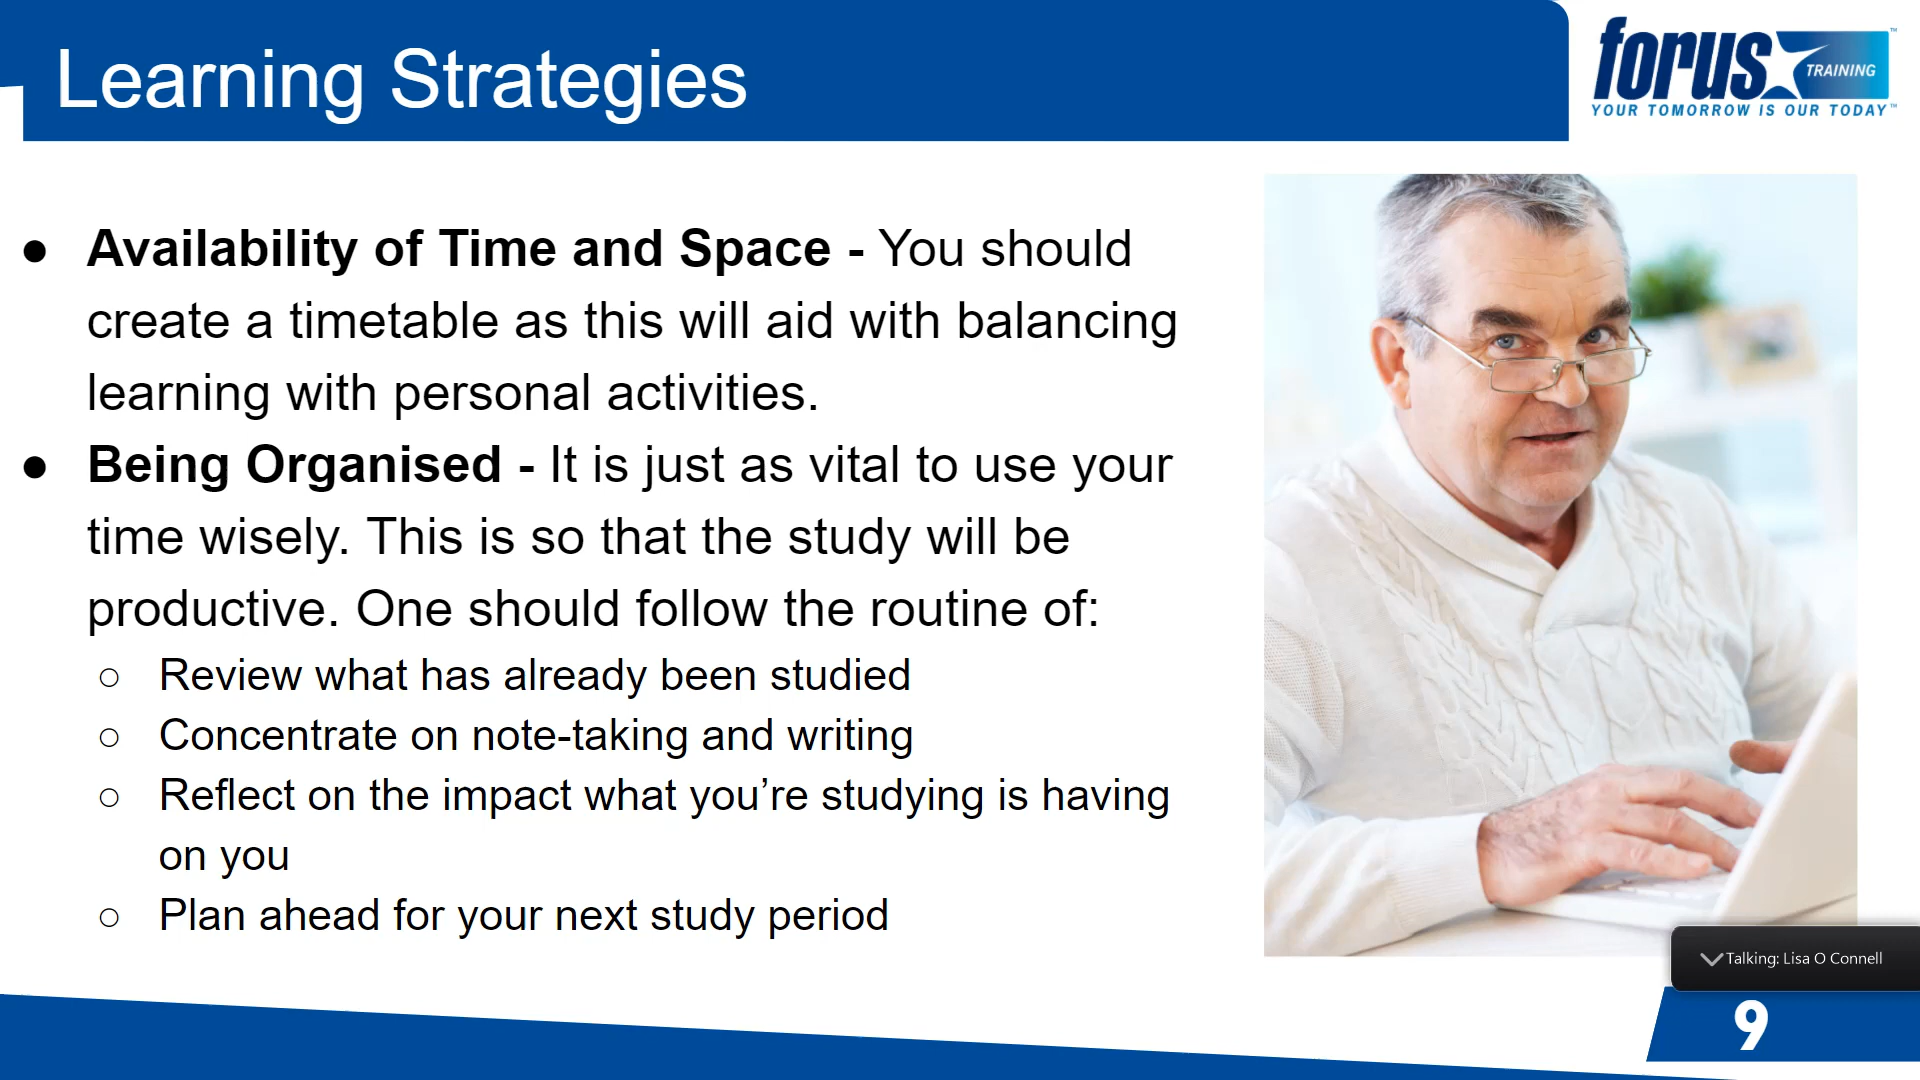 Learning Strategies
forus
TRAINING
YOUR TOMORROW IS OUR TODAY™
● Availability of Time and Space - You should
create a timetable as this will aid with balancing
learning with personal activities.
● Being Organised - It is just as vital to use your
time wisely. This is so that the study will be
productive. One should follow the routine of:
○ Review what has already been studied
○ Concentrate on note-taking and writing
○ Reflect on the impact what you’re studying is having
on you
○ Plan ahead for your next study period
Talking: Lisa O Connell
9